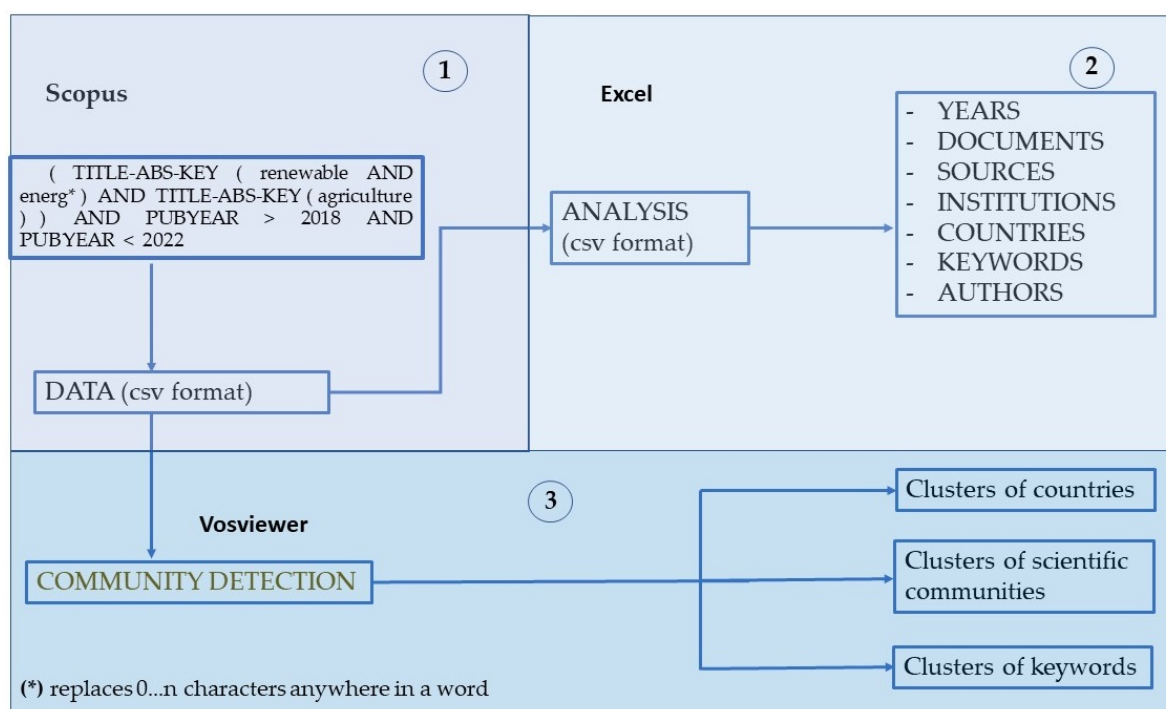 1
Scopus
( TITLE-ABS-KEY ( renewable AND
energ* ) AND TITLE-ABS-KEY ( agriculture
) ) AND PUBYEAR > 2018 AND
PUBYEAR < 2022
DATA (csv format)
2
Excel
ANALYSIS
(csv format)
- YEARS
- DOCUMENTS
- SOURCES
- INSTITUTIONS
- COUNTRIES
- KEYWORDS
- AUTHORS
3
Vosviewer
COMMUNITY DETECTION
Clusters of countries
Clusters of scientific
communities
Clusters of keywords
(*) replaces 0...n characters anywhere in a word